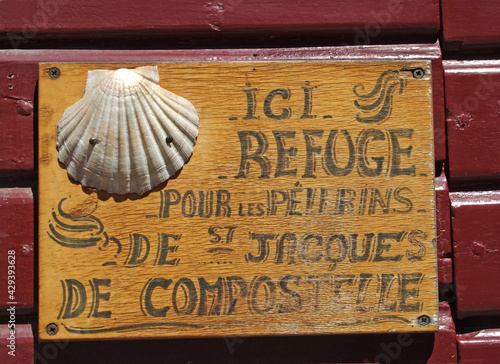 ICI
REFUGE
POUR LES PÉLERINS
DE ST JACQUES
DE COMPOSTELLE